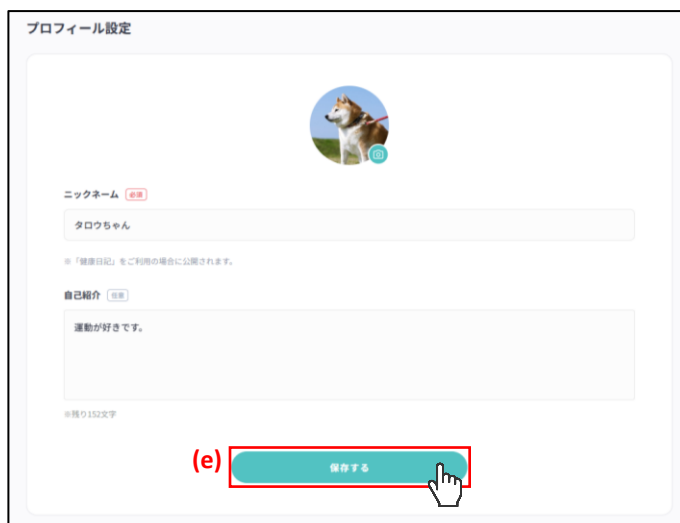 プロフィール設定
ニックネーム 必須
タロウちゃん
※「健康日記」をご利用の場合に公開されます。
自己紹介 任意
運動が好きです。
※残り152文字
(e)
保存する